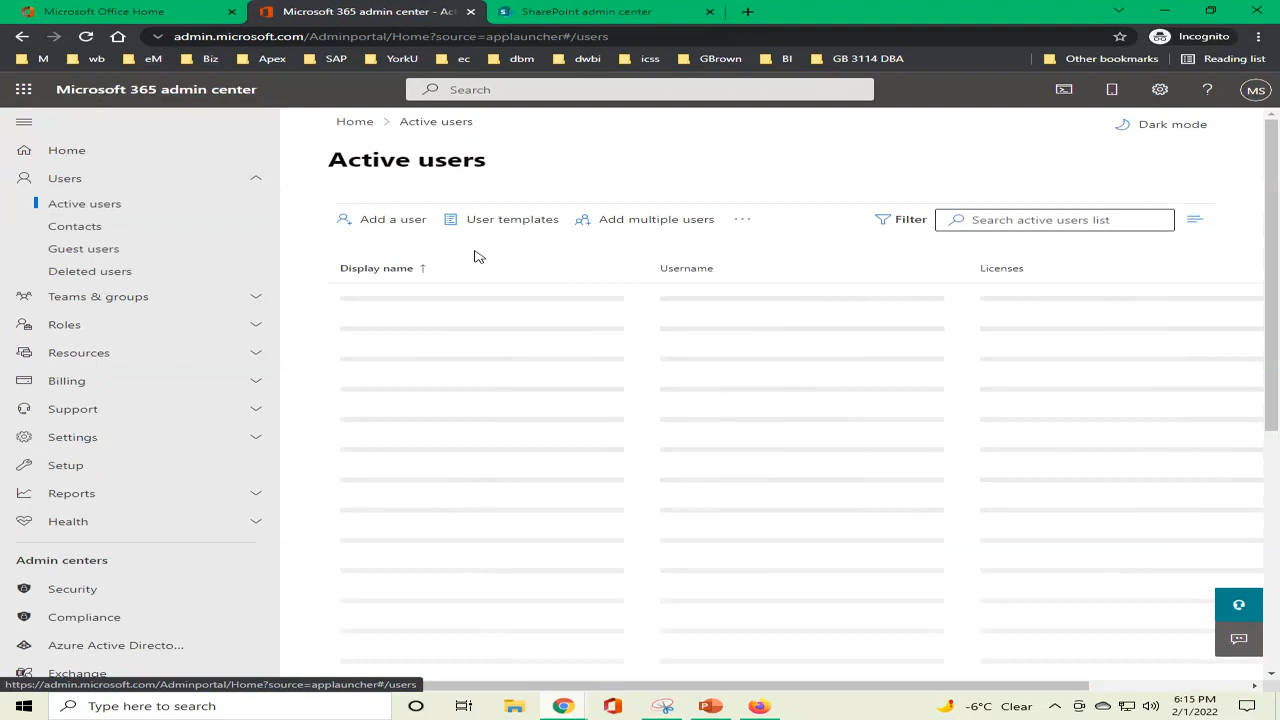 Microsoft Office Home
Microsoft 365 admin center - Act
SharePoint admin center
admin.microsoft.com/Adminportal/Home?source=applauncher#/users
Incognito
M
wb
eM
Biz
Apex
SAP
YorkU
ec
dbm
dwbi
icss
GBrown
BI
GB 3114 DBA
Other bookmarks
Reading list
Microsoft 365 admin center
Search
MS
Home > Active users
Dark mode
Active users
Add a user
User templates
Add multiple users
Filter
Search active users list
Display name ↑
Username
Licenses
Home
Users
Active users
Contacts
Guest users
Deleted users
Teams & groups
Roles
Resources
Billing
Support
Settings
Setup
Reports
Health
Admin centers
Security
Compliance
Azure Active Directo...
Exchange
https://admin.microsoft.com/Adminportal/Home?source=applauncher#/users
Type here to search
-6°C Clear
6:15 PM
2/1/2022